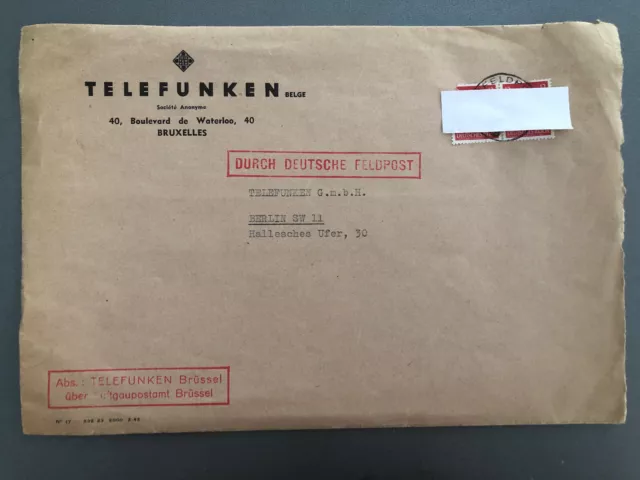 TELEFUNKEN BELGE
Société Anonyme
40, Boulevard de Waterloo, 40
BRUXELLES
DURCH DEUTSCHE FELDPOST
TELEFUNKEN G.m.b.H.
BERLIN SW 11
Hallesches Ufer, 30
Abs.: TELEFUNKEN Brüssel
über Luftgaupostamt Brüssel